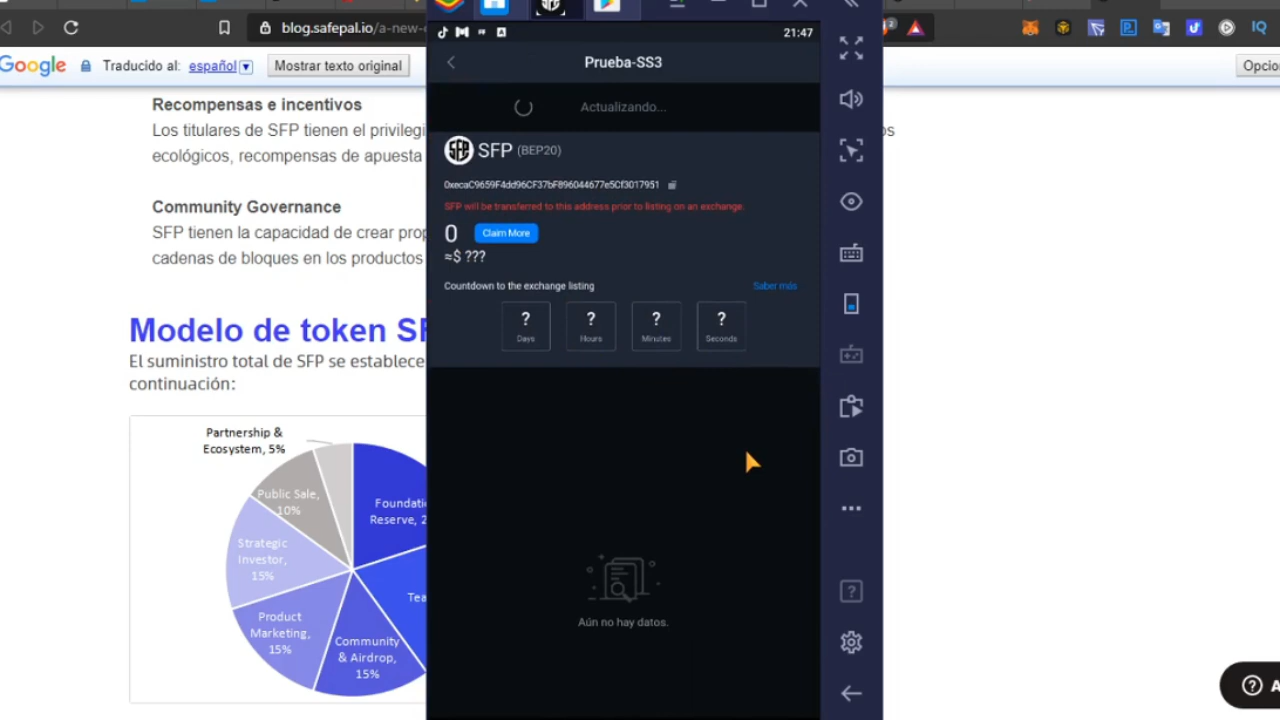 blog.safepal.io/a-new-
Google
Traducido al: español
Mostrar texto original
Recompensas e incentivos
Los titulares de SFP tienen el privilegi
os
ecológicos, recompensas de apuesta
Community Governance
SFP tienen la capacidad de crear prop
cadenas de bloques en los productos
Modelo de token SF
El suministro total de SFP se establece
continuación:
Partnership &
Ecosystem, 5%
Public Sale,
10%
Foundati
Reserve, 2
Strategic
Investor,
15%
Tea
Product
Marketing,
15%
Community
& Airdrop,
15%
21:47
Prueba-SS3
Actualizando...
SFP (BEP20)
0xecaC9659F4dd96CF37bF896044677e5Cf3017951
SFP will be transferred to this address prior to listing on an exchange.
0 Claim More
≈$ ???
Countdown to the exchange listing Saber más
? ? ? ?
Days Hours Minutes Seconds
Aún no hay datos.
IQ
2
Opcio
A